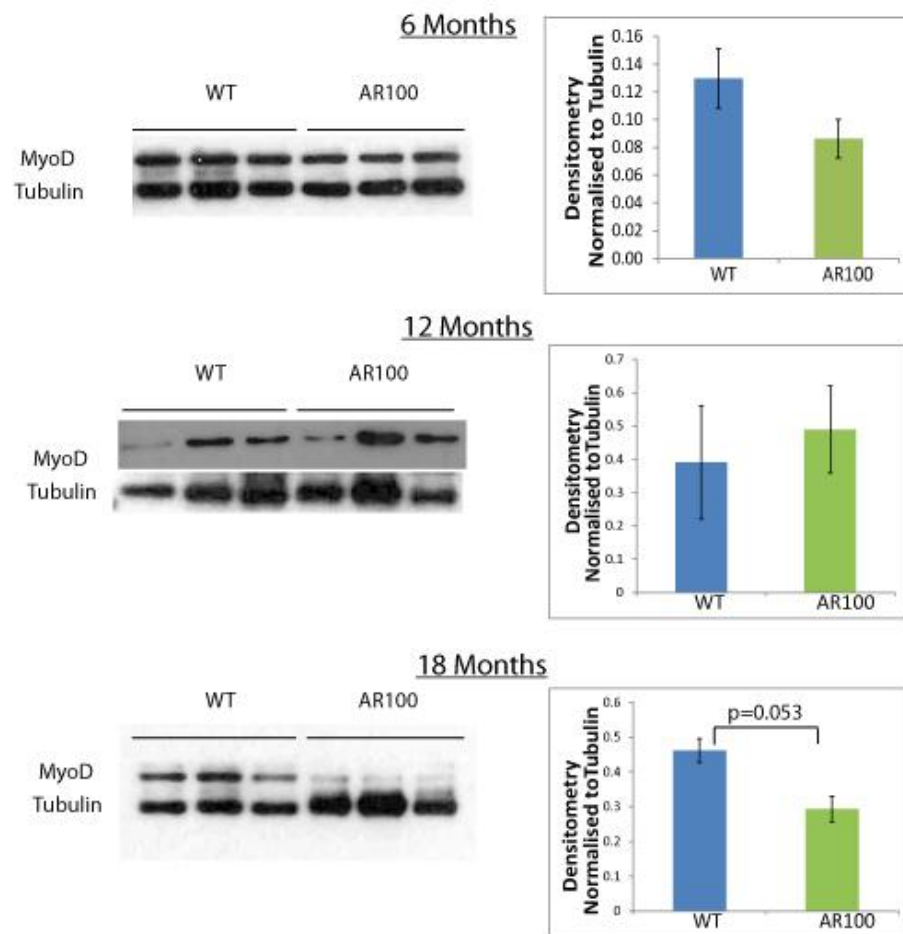 6 Months
WT AR100
MyoD
Tubulin
Densitometry
Normalised to Tubulin
0.16
0.14
0.12
0.10
0.08
0.06
0.04
0.02
0.00
WT AR100
12 Months
WT AR100
MyoD
Tubulin
Densitometry
Normalised toTubulin
0.7
0.6
0.5
0.4
0.3
0.2
0.1
0
WT AR100
18 Months
WT AR100
MyoD
Tubulin
Densitometry
Normalised toTubulin
0.6
0.5
0.4
0.3
0.2
0.1
0
p=0.053
WT AR100